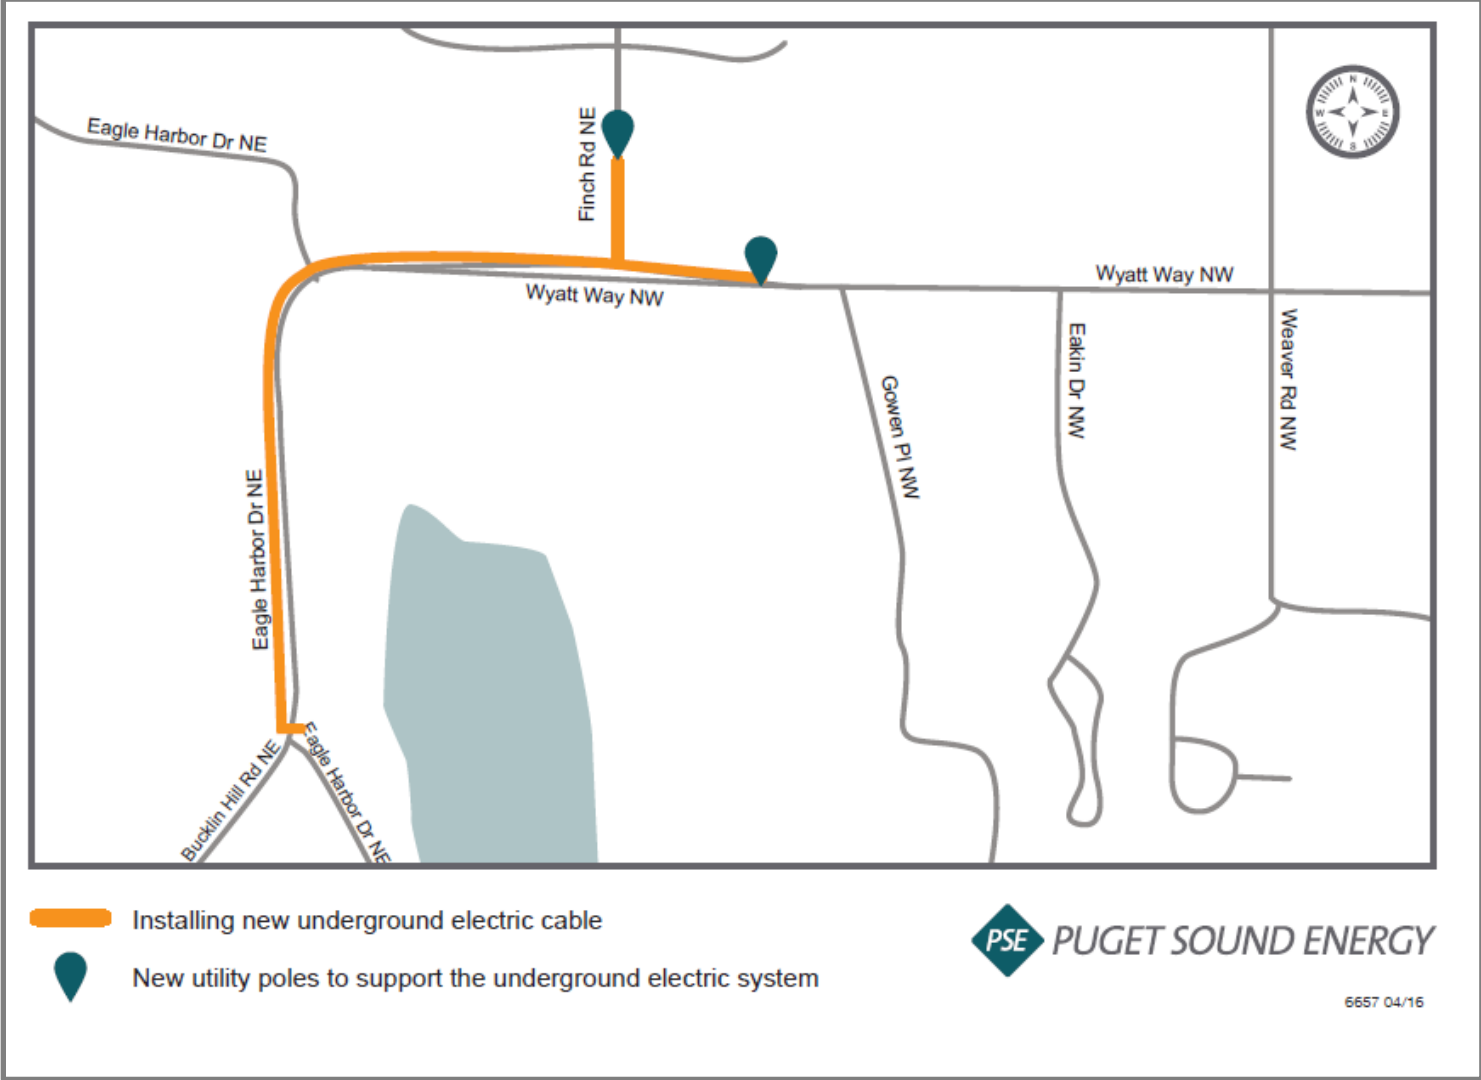 Eagle Harbor Dr NE
Finch Rd NE
N
W
E
S
Wyatt Way NW
Wyatt Way NW
Weaver Rd NW
Eakin Dr NW
Gowen Pl NW
Eagle Harbor Dr NE
Bucklin Hill Rd NE
Eagle Harbor Dr NE
Installing new underground electric cable
New utility poles to support the underground electric system
PSE PUGET SOUND ENERGY
6657 04/16